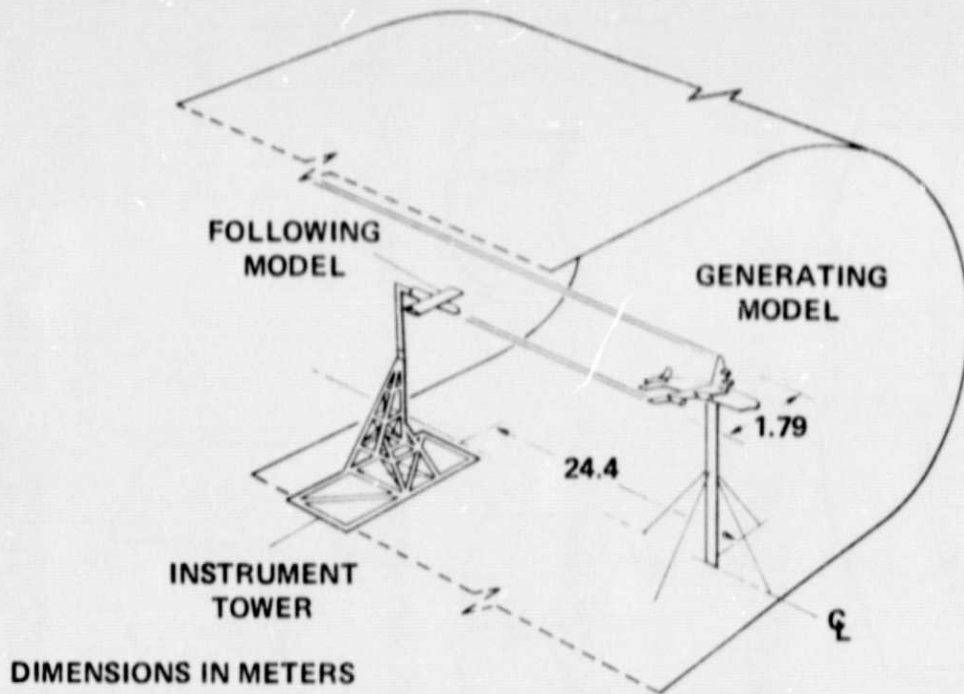 FOLLOWING
MODEL
GENERATING
MODEL
1.79
24.4
INSTRUMENT
TOWER
℄
DIMENSIONS IN METERS